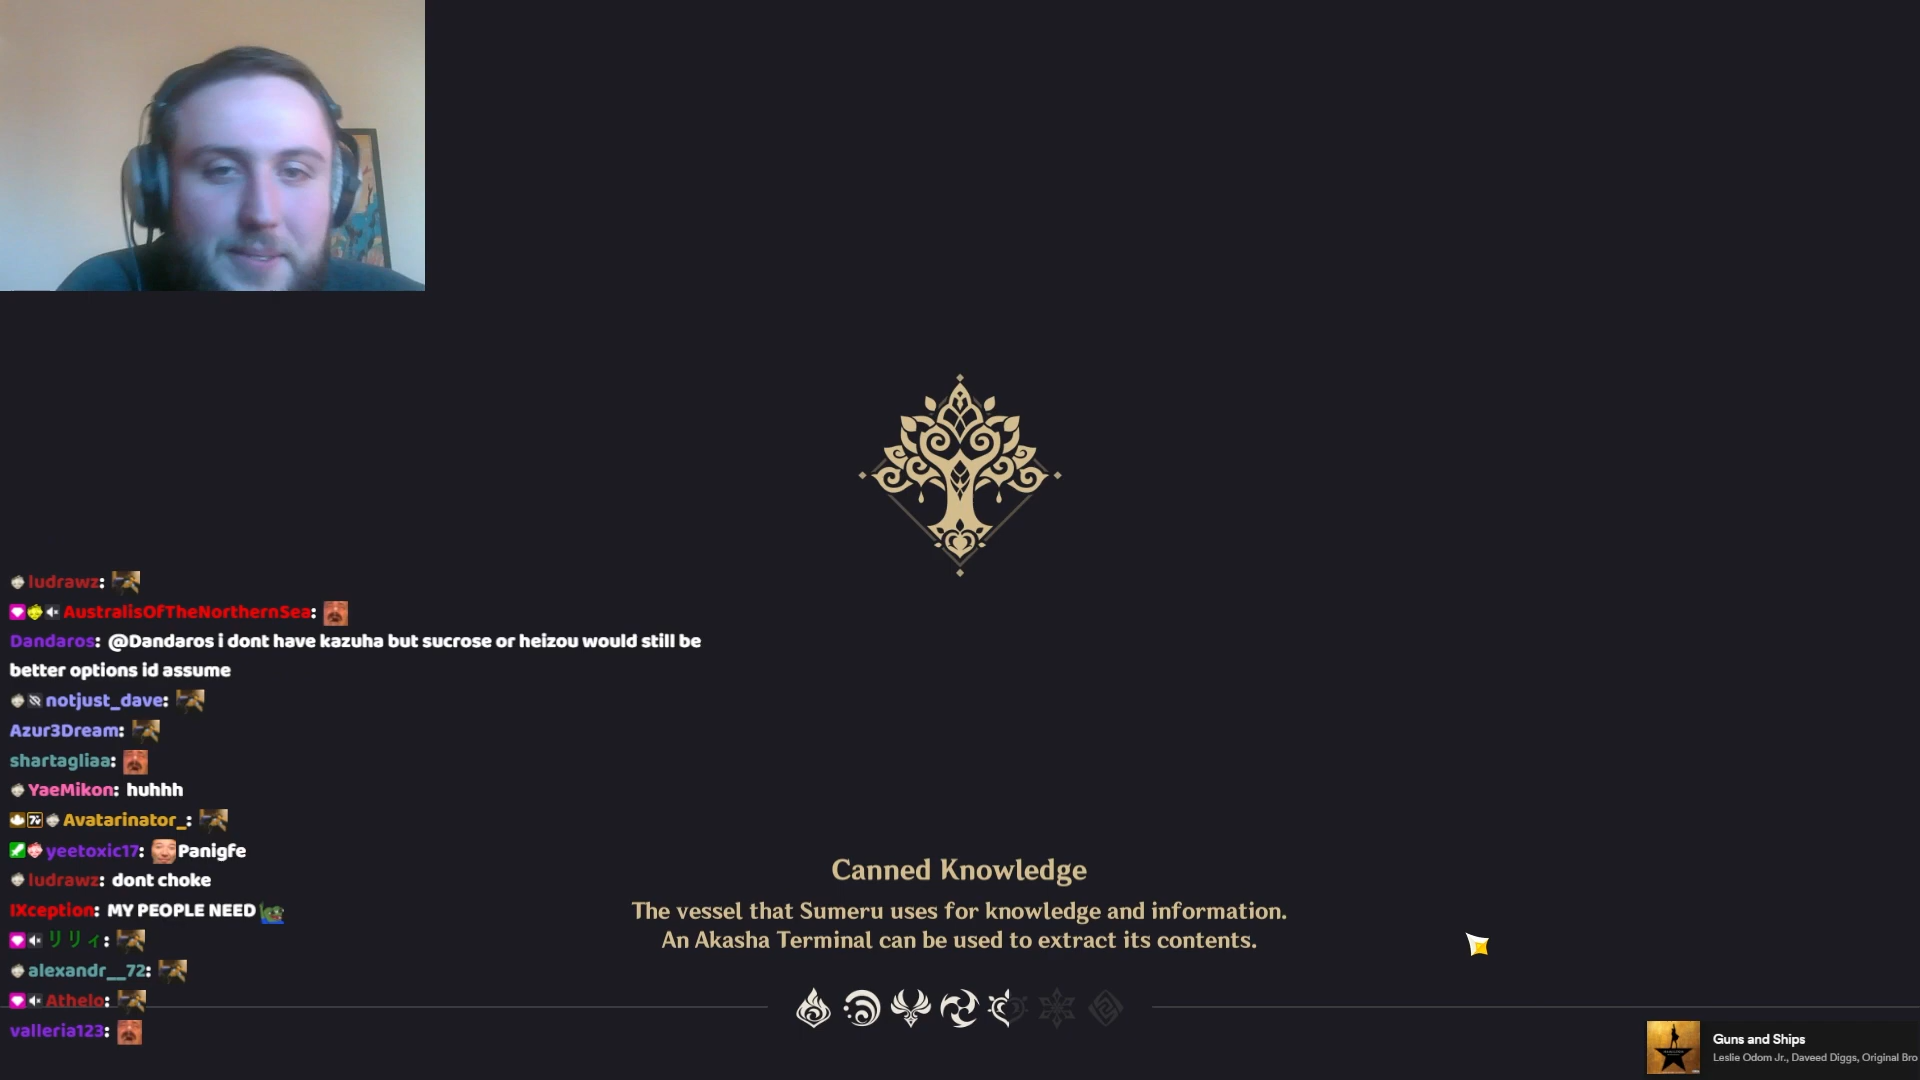 ludrawz:
AustralisOfTheNorthernSea:
Dandaros: @Dandaros i dont have kazuha but sucrose or heizou would still be
better options id assume
notjust_dave:
Azur3Dream:
shartagliaa:
YaeMikon: huhhh
Avatarinator_:
yeetoxic17: Panigfe
ludrawz: dont choke
IXception: MY PEOPLE NEED
リリィ:
alexandr__72:
Athelo:
valleria123:
Canned Knowledge
The vessel that Sumeru uses for knowledge and information.
An Akasha Terminal can be used to extract its contents.
Guns and Ships
Leslie Odom Jr., Daveed Diggs, Original Bro